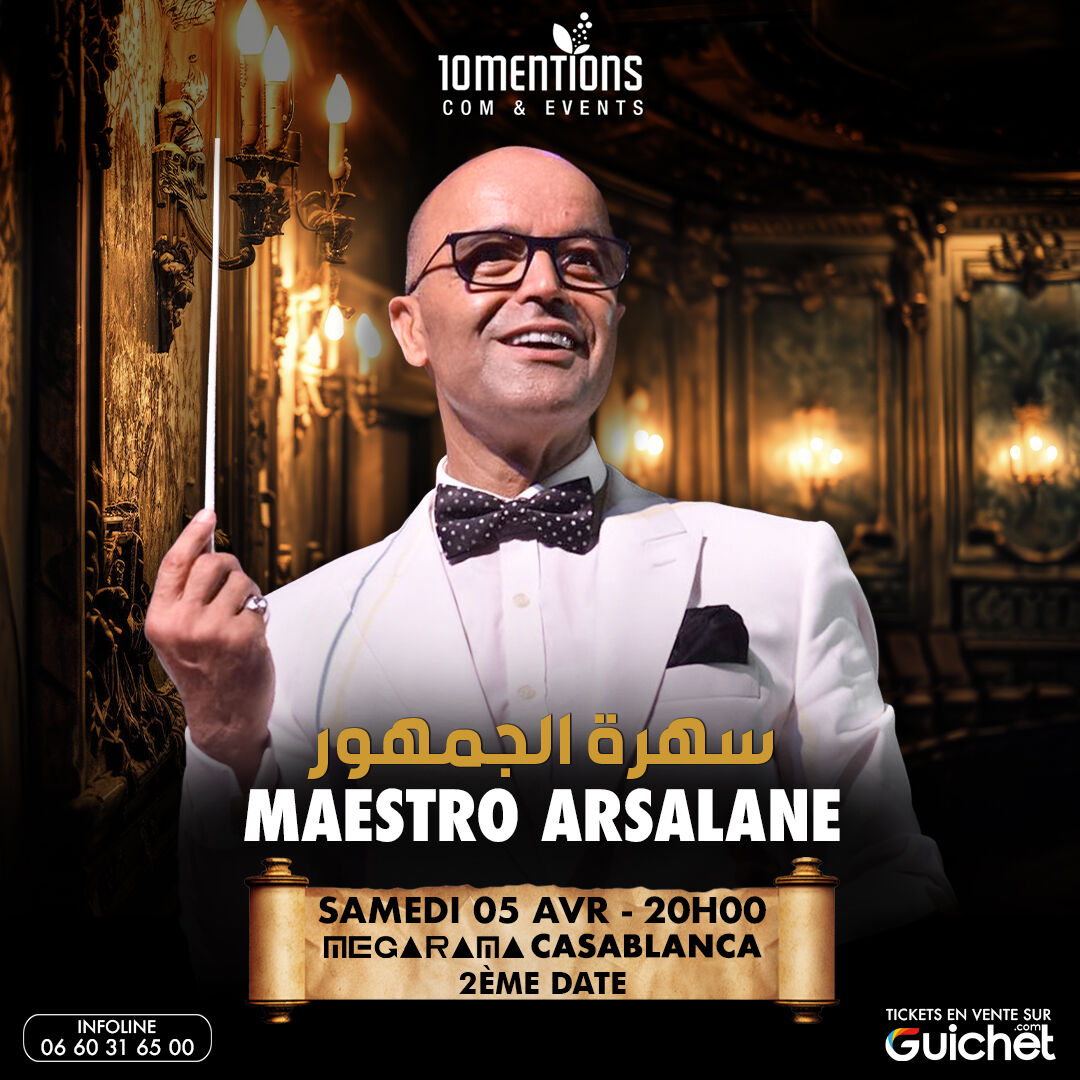 10mentions
COM & EVENTS
سهرة الجمهور
MAESTRO ARSALANE
SAMEDI 05 AVR - 20H00
MEGARAMA CASABLANCA
2ÈME DATE
INFOLINE
06 60 31 65 00
TICKETS EN VENTE SUR
Guichet.com